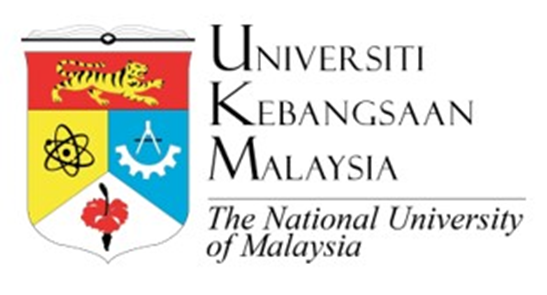 UNIVERSITI
KEBANGSAAN
MALAYSIA
The National University
of Malaysia